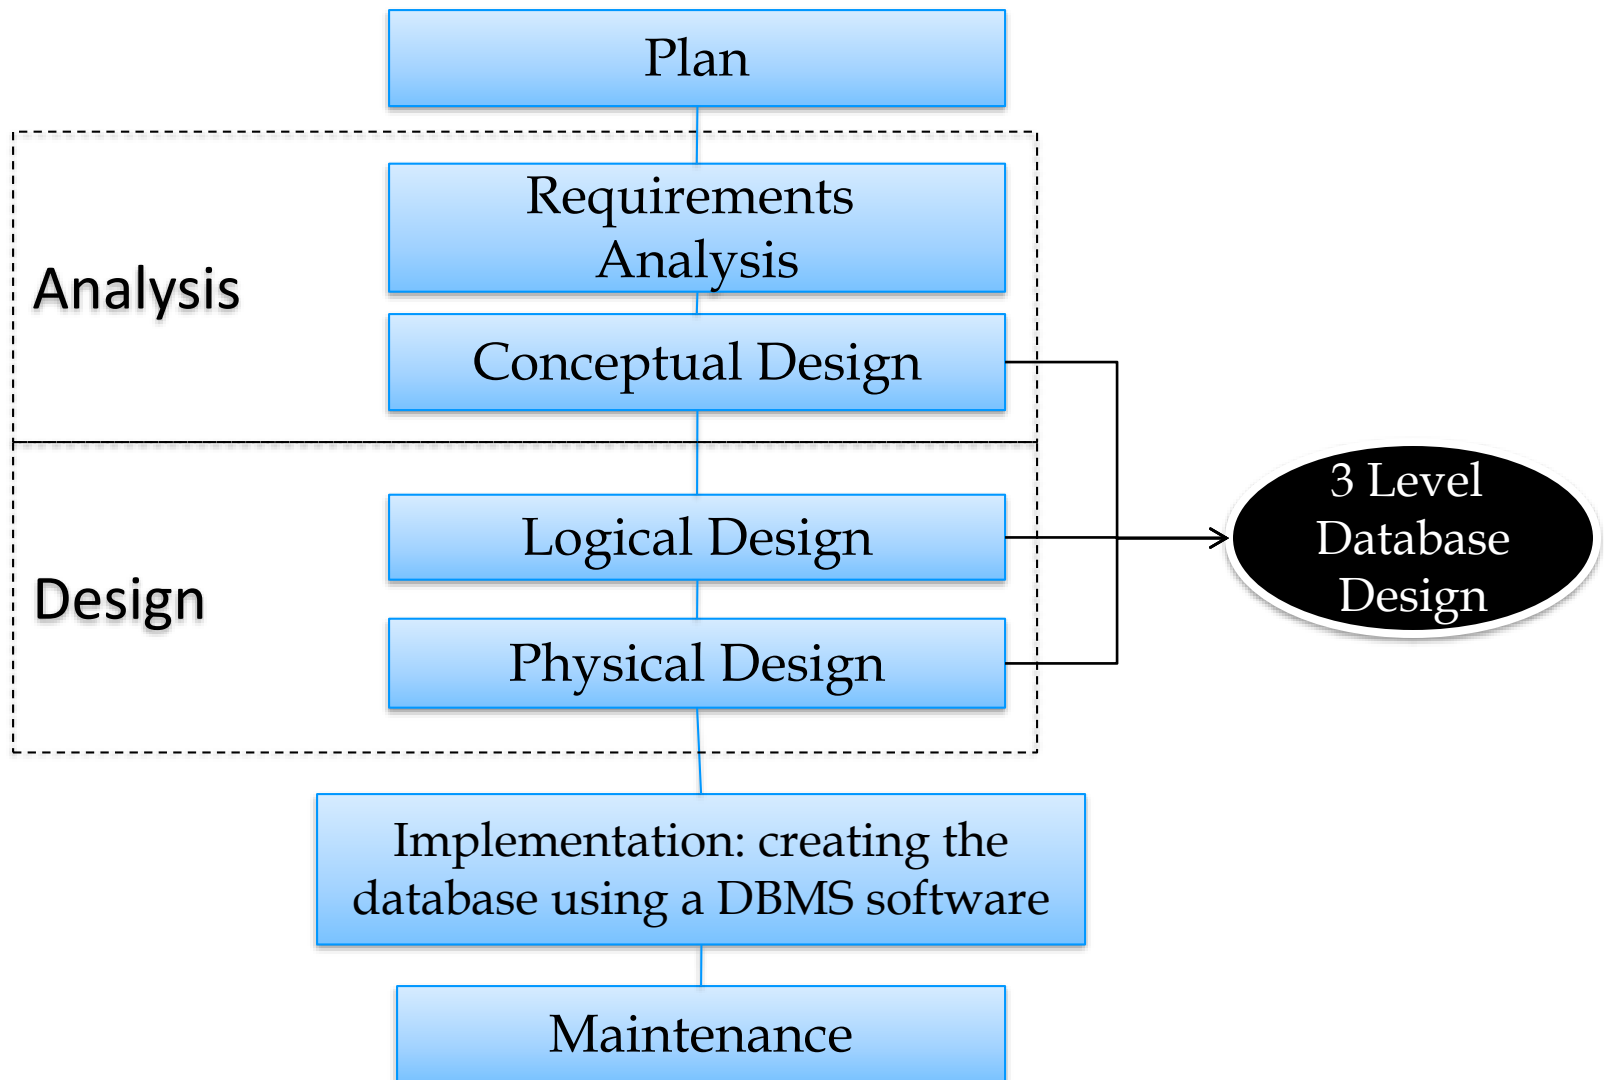 Plan
Requirements
Analysis
Analysis
Conceptual Design
3 Level
Database
Design
Logical Design
Design
Physical Design
Implementation: creating the
database using a DBMS software
Maintenance